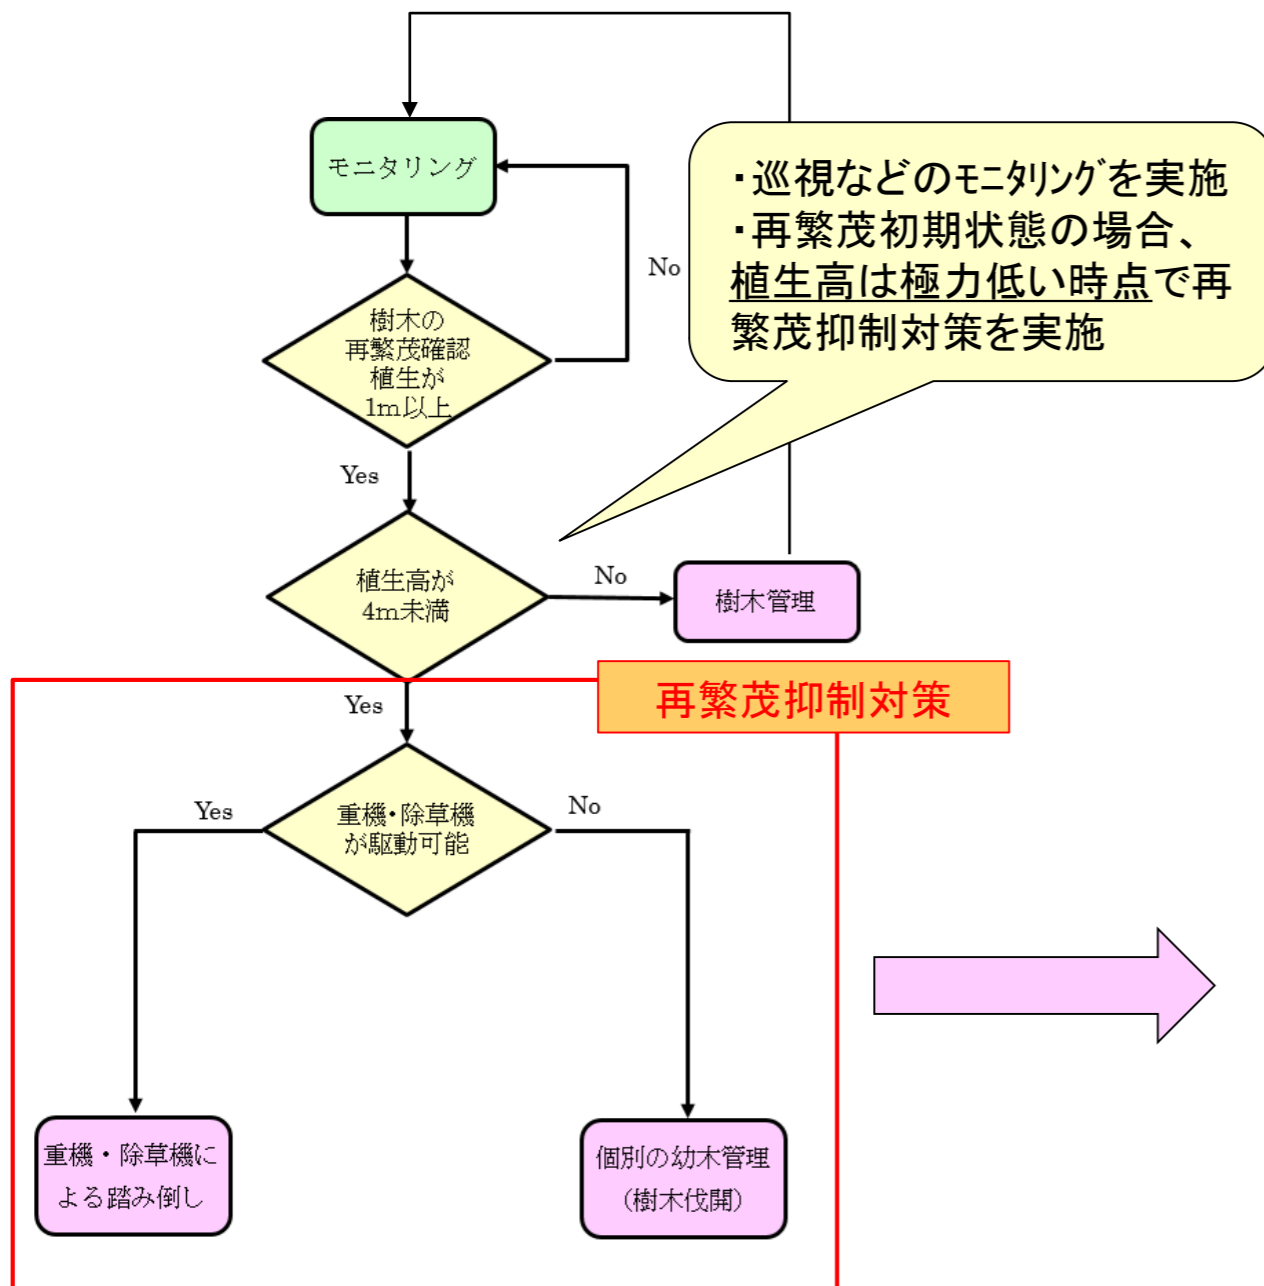 モニタリング
No
・巡視などのﾓﾆﾀﾘﾝｸﾞを実施
・再繁茂初期状態の場合、
植生高は極力低い時点で再
繁茂抑制対策を実施
樹木の
再繁茂確認
植生が
1m以上
Yes
植生高が
4m未満
No
樹木管理
再繁茂抑制対策
Yes
重機・除草機
が駆動可能
Yes
No
重機・除草機に
よる踏み倒し
個別の幼木管理
(樹木伐開)